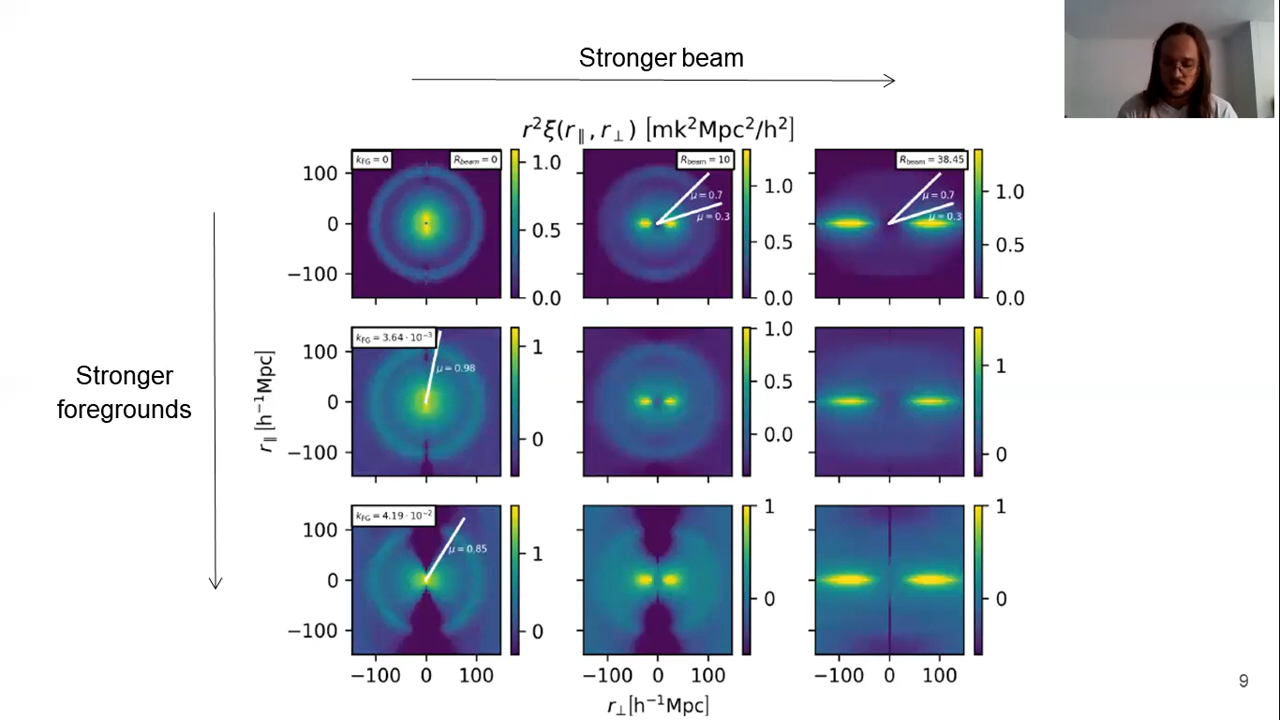 Stronger beam
r²ξ(r∥, r⊥) [mk²Mpc²/h²]
k_FG = 0
R_beam = 0
R_beam = 10
R_beam = 38.45
μ = 0.7
μ = 0.3
μ = 0.7
μ = 0.3
100
0
−100
1.0
0.5
0.0
1.0
0.5
0.0
1.0
0.5
0.0
Stronger
foregrounds
r∥ [h⁻¹Mpc]
k_FG = 3.64 · 10⁻³
μ = 0.98
100
0
−100
1
0
1.0
0.5
0.0
1
0
k_FG = 4.19 · 10⁻²
μ = 0.85
100
0
−100
1
0
1
0
1
0
−100 0 100
−100 0 100
−100 0 100
r⊥[h⁻¹Mpc]
9